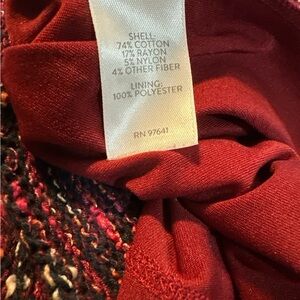 SHELL:
74% COTTON
17% RAYON
5% NYLON
4% OTHER FIBER
LINING:
100% POLYESTER
RN 97641